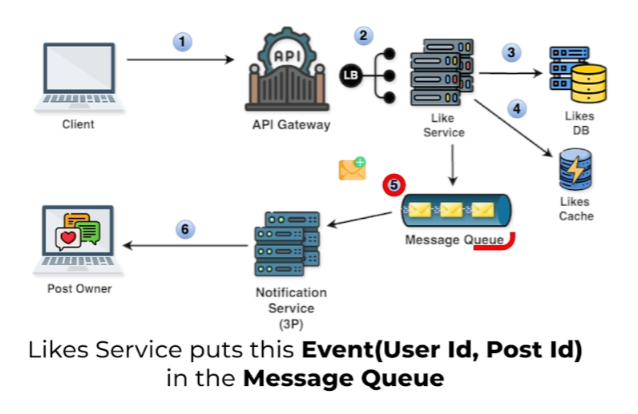 1
2
3
4
5
6
API
LB
Client
API Gateway
Like
Service
Likes
DB
Likes
Cache
Message Queue
Post Owner
Notification
Service
(3P)
Likes Service puts this Event(User Id, Post Id)
in the Message Queue